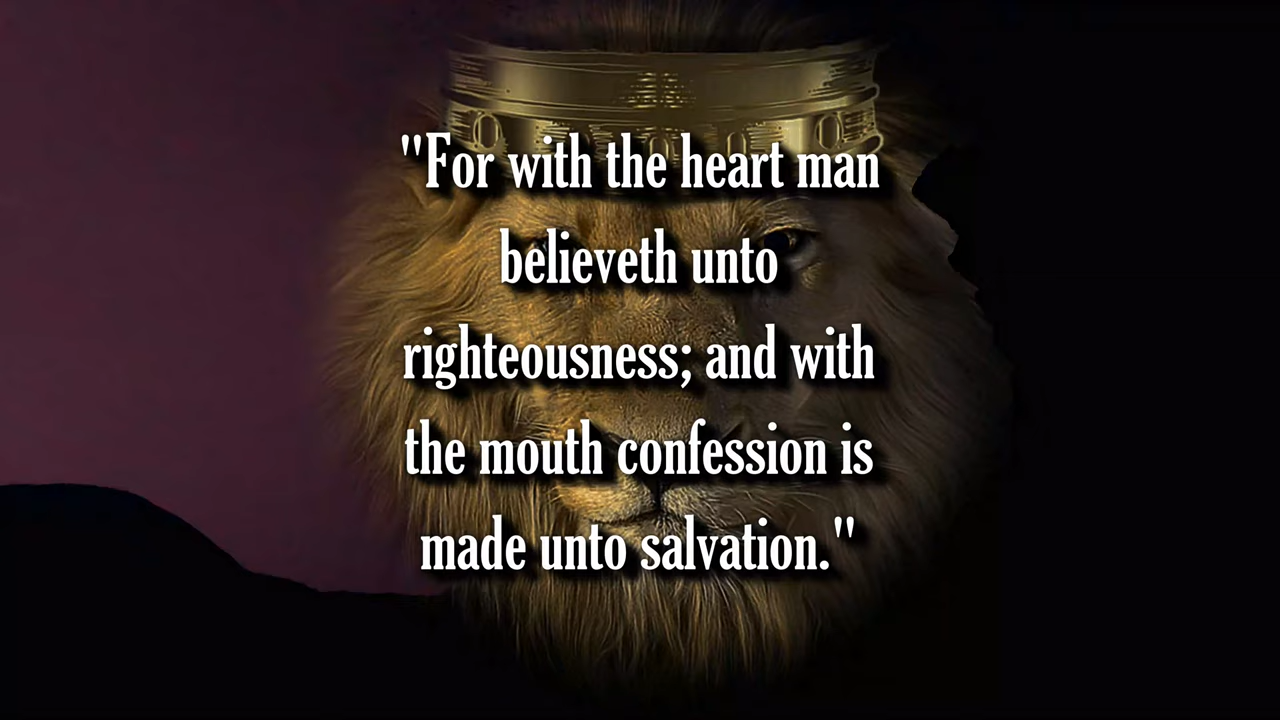 "For with the heart man
believeth unto
righteousness; and with
the mouth confession is
made unto salvation."